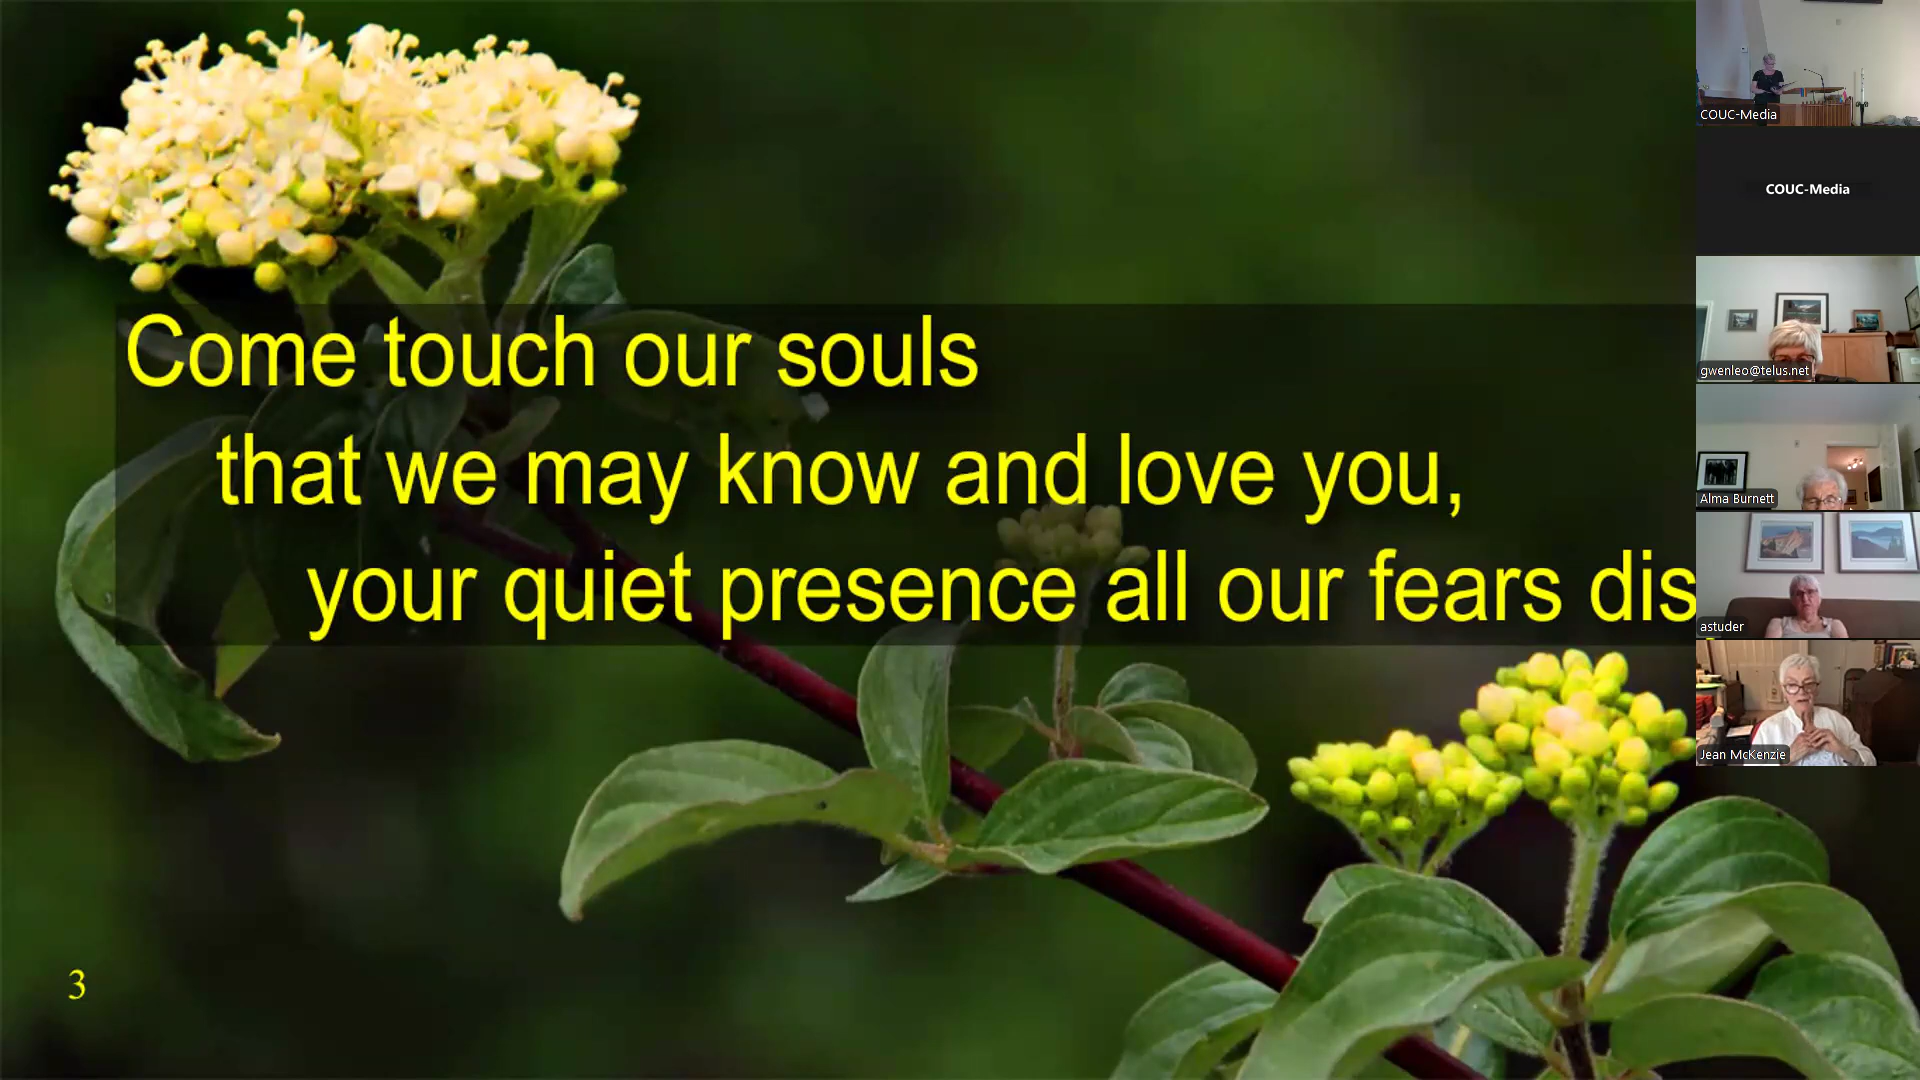 Come touch our souls
that we may know and love you,
your quiet presence all our fears dis
3
COUC-Media
COUC-Media
gwenleo@telus.net
Alma Burnett
astuder
Jean McKenzie